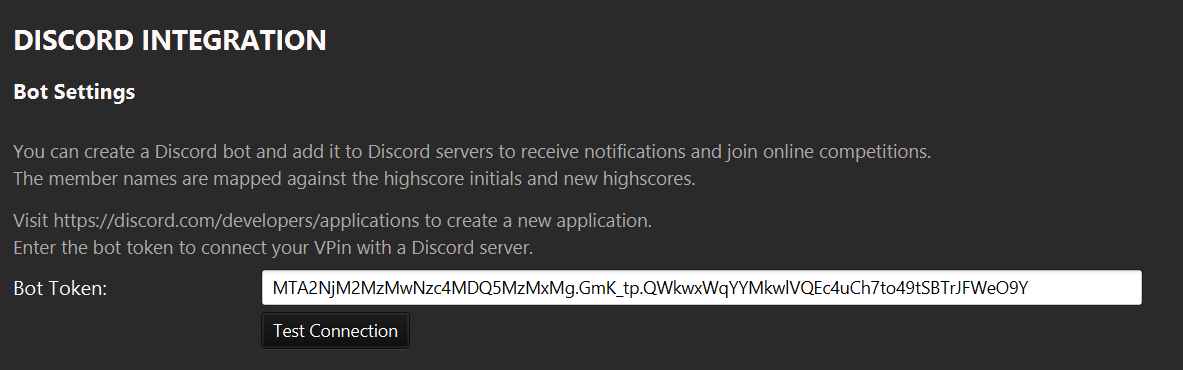 DISCORD INTEGRATION
Bot Settings
You can create a Discord bot and add it to Discord servers to receive notifications and join online competitions.
The member names are mapped against the highscore initials and new highscores.
Visit https://discord.com/developers/applications to create a new application.
Enter the bot token to connect your VPin with a Discord server.
Bot Token: MTA2NjM2MzMwNzc4MDQ5MzMxMg.GmK_tp.QWkwxWqYYMkwlVQEc4uCh7to49tSBTrJFWeO9Y
Test Connection